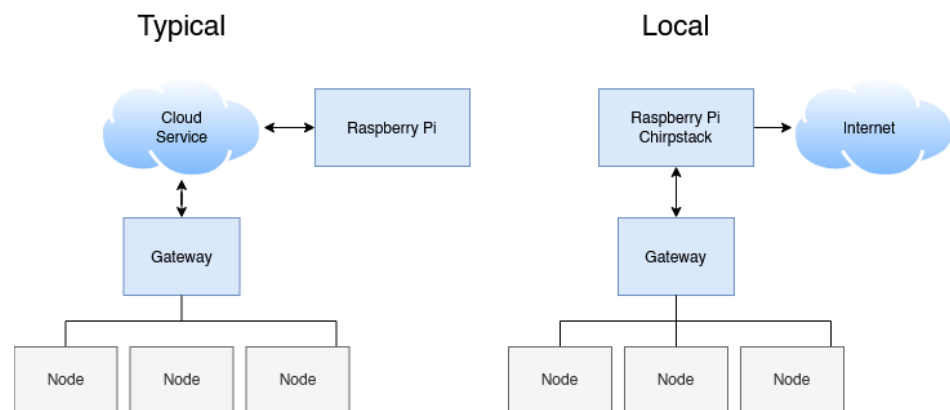 Typical
Local
Cloud
Service
Raspberry Pi
Raspberry Pi
Chirpstack
Internet
Gateway
Gateway
Node
Node
Node
Node
Node
Node